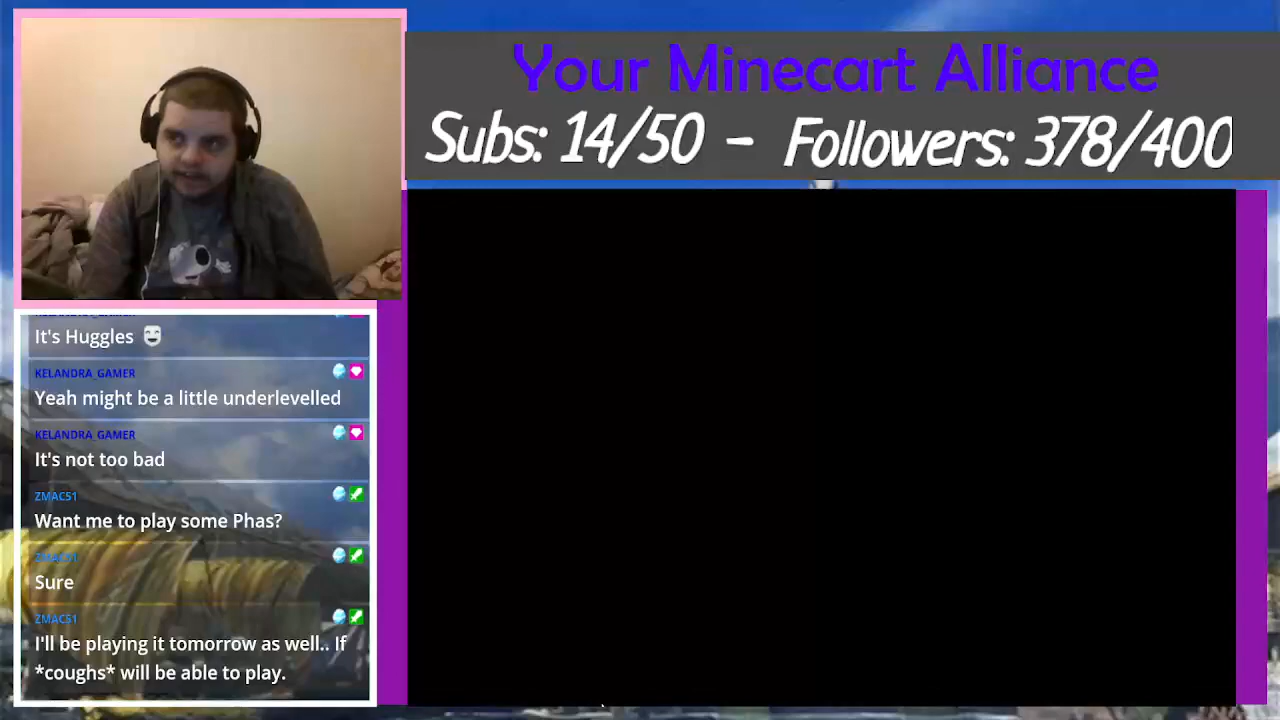 Your Minecart Alliance
Subs: 14/50 - Followers: 378/400
It's Huggles
KELANDRA_GAMER
Yeah might be a little underlevelled
KELANDRA_GAMER
It's not too bad
ZMAC51
Want me to play some Phas?
ZMAC51
Sure
ZMAC51
I'll be playing it tomorrow as well.. If
*coughs* will be able to play.